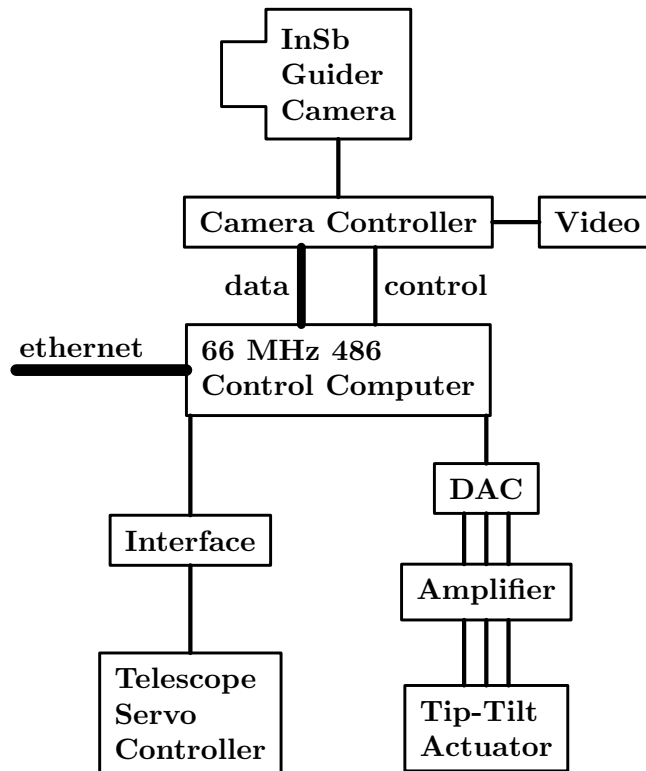 InSb
Guider
Camera
Camera Controller
Video
data
control
ethernet
66 MHz 486
Control Computer
DAC
Interface
Amplifier
Telescope
Servo
Controller
Tip-Tilt
Actuator